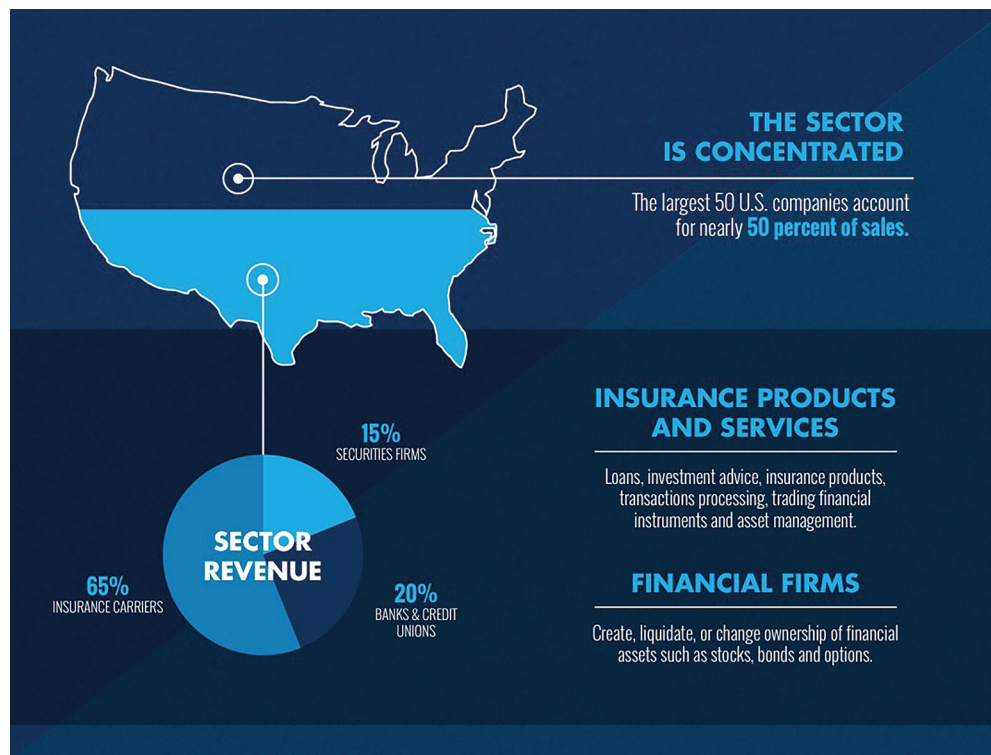 THE SECTOR
IS CONCENTRATED
The largest 50 U.S. companies account
for nearly 50 percent of sales.
15%
SECURITIES FIRMS
SECTOR
REVENUE
65%
INSURANCE CARRIERS
20%
BANKS & CREDIT
UNIONS
INSURANCE PRODUCTS
AND SERVICES
Loans, investment advice, insurance products,
transactions processing, trading financial
instruments and asset management.
FINANCIAL FIRMS
Create, liquidate, or change ownership of financial
assets such as stocks, bonds and options.